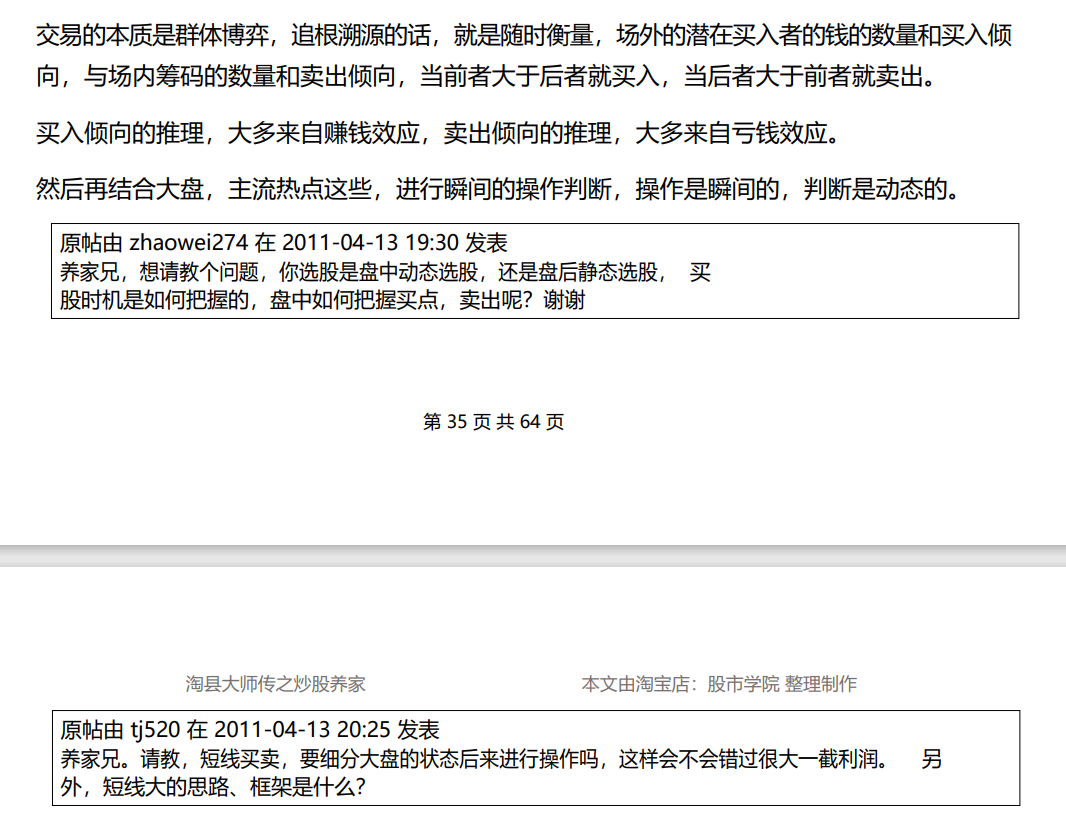 交易的本质是群体博弈，追根溯源的话，就是随时衡量，场外的潜在买入者的钱的数量和买入倾
向，与场内筹码的数量和卖出倾向，当前者大于后者就买入，当后者大于前者就卖出。
买入倾向的推理，大多来自赚钱效应，卖出倾向的推理，大多来自亏钱效应。
然后再结合大盘，主流热点这些，进行瞬间的操作判断，操作是瞬间的，判断是动态的。
原帖由 zhaowei274 在 2011-04-13 19:30 发表
养家兄，想请教个问题，你选股是盘中动态选股，还是盘后静态选股， 买
股时机是如何把握的，盘中如何把握买点，卖出呢？谢谢
第 35 页 共 64 页
淘县大师传之炒股养家 本文由淘宝店：股市学院 整理制作
原帖由 tj520 在 2011-04-13 20:25 发表
养家兄。请教，短线买卖，要细分大盘的状态后来进行操作吗，这样会不会错过很大一截利润。 另
外，短线大的思路、框架是什么？